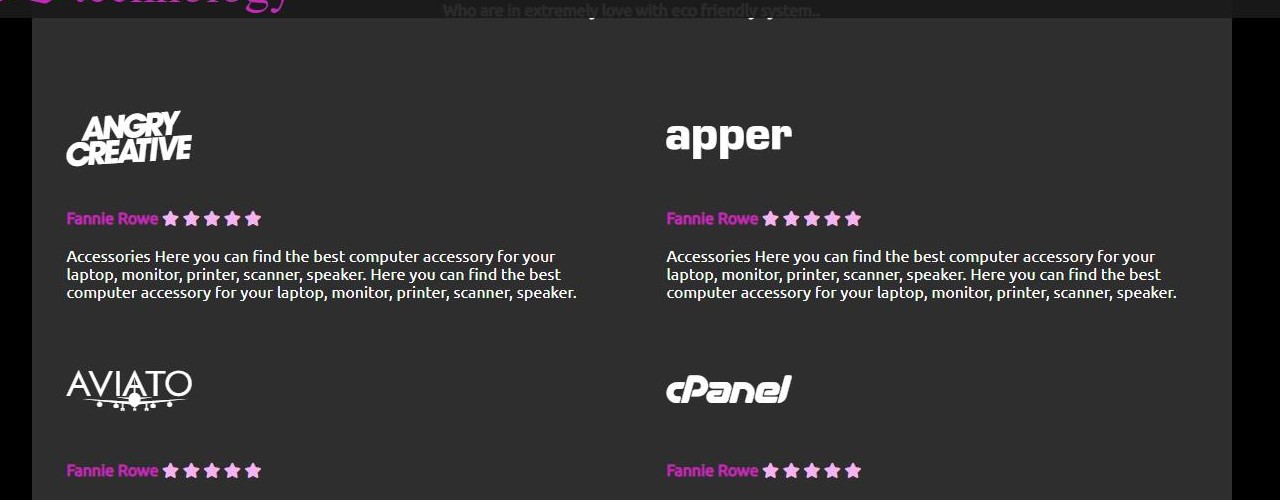 technology
Who are in extremely love with eco friendly system..
ANGRY
CREATIVE
apper
Fannie Rowe
Fannie Rowe
Accessories Here you can find the best computer accessory for your
laptop, monitor, printer, scanner, speaker. Here you can find the best
computer accessory for your laptop, monitor, printer, scanner, speaker.
Accessories Here you can find the best computer accessory for your
laptop, monitor, printer, scanner, speaker. Here you can find the best
computer accessory for your laptop, monitor, printer, scanner, speaker.
AVIATO
cPanel
Fannie Rowe
Fannie Rowe